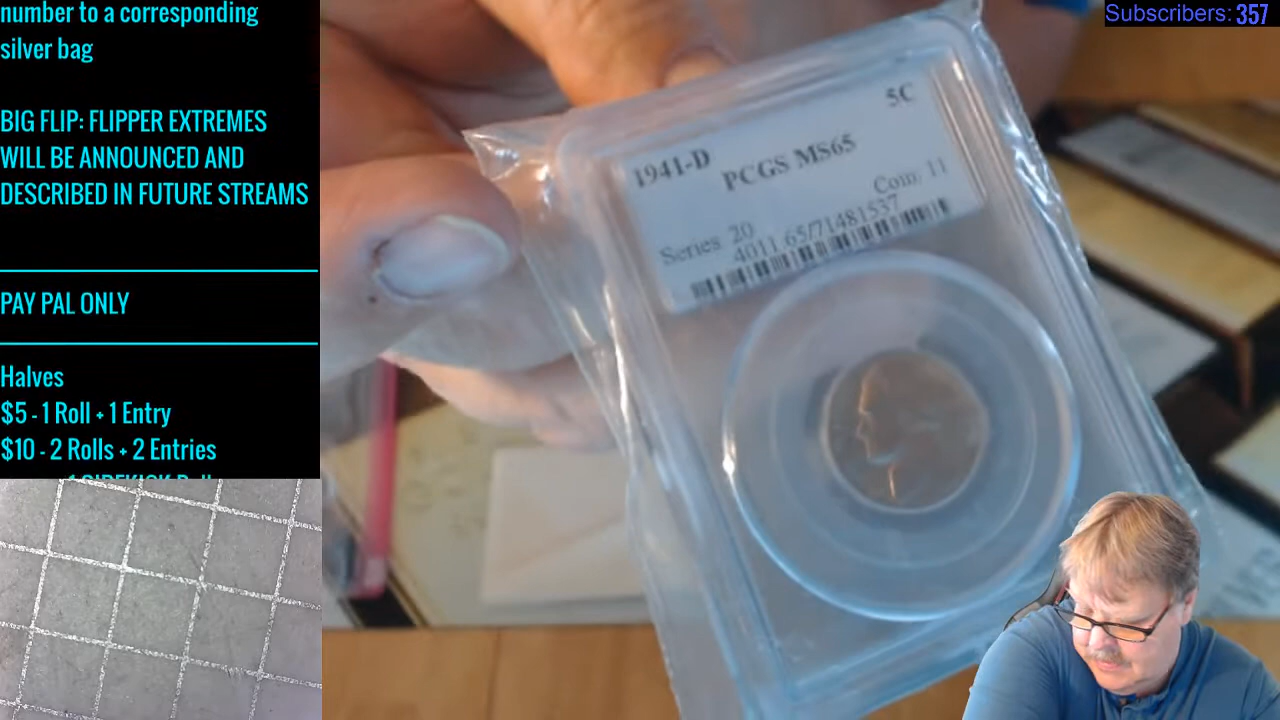 number to a corresponding
silver bag
BIG FLIP: FLIPPER EXTREMES
WILL BE ANNOUNCED AND
DESCRIBED IN FUTURE STREAMS
PAY PAL ONLY
Halves
$5 - 1 Roll + 1 Entry
$10 - 2 Rolls + 2 Entries
Subscribers: 357
5C
1941-D
PCGS MS65
Coin/ 11
Series 20
4011.65/71481537